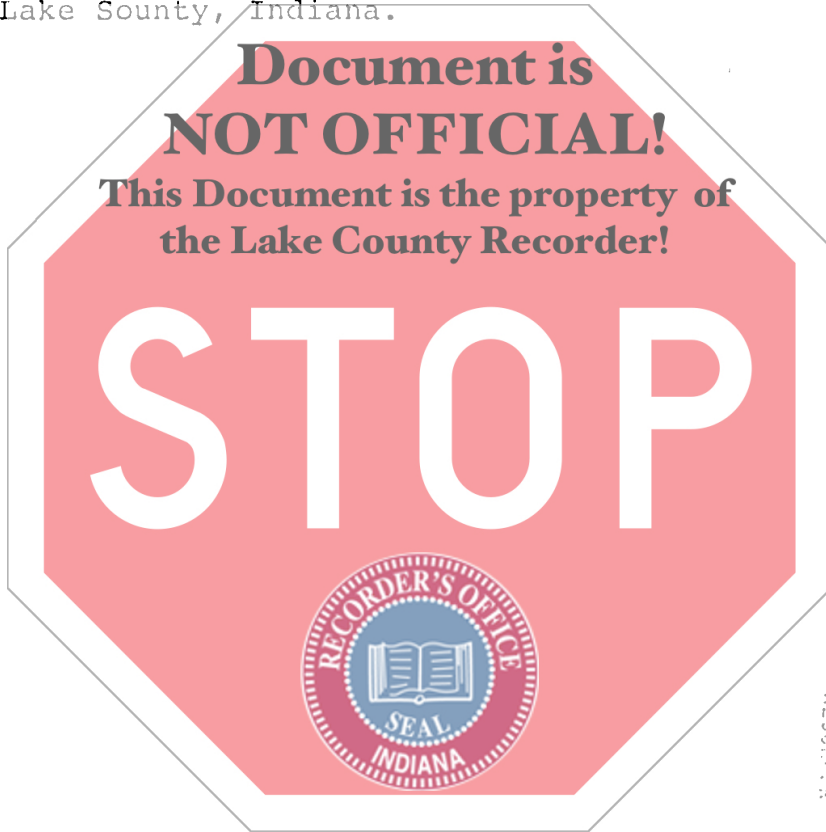 Lake Sounty, Indiana.
Document is
NOT OFFICIAL!
This Document is the property of
the Lake County Recorder!
STOP
RECORDER'S OFFICE
SEAL
INDIANA